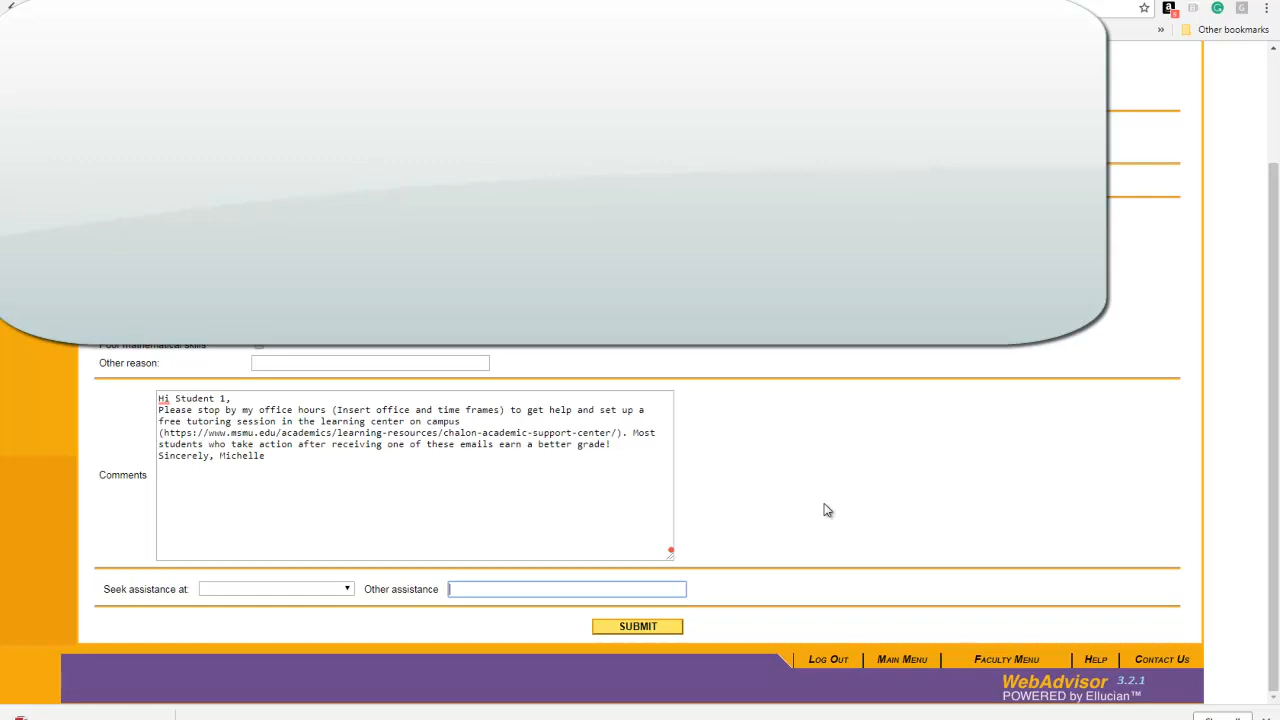 Other bookmarks
Poor mathematical skills
Other reason:
Hi Student 1,
Please stop by my office hours (Insert office and time frames) to get help and set up a
free tutoring session in the learning center on campus
(https://www.msmu.edu/academics/learning-resources/chalon-academic-support-center/). Most
students who take action after receiving one of these emails earn a better grade!
Sincerely, Michelle
Comments
Seek assistance at: Other assistance
SUBMIT
LOG OUT MAIN MENU FACULTY MENU HELP CONTACT US
WebAdvisor 3.2.1
POWERED by Ellucian™